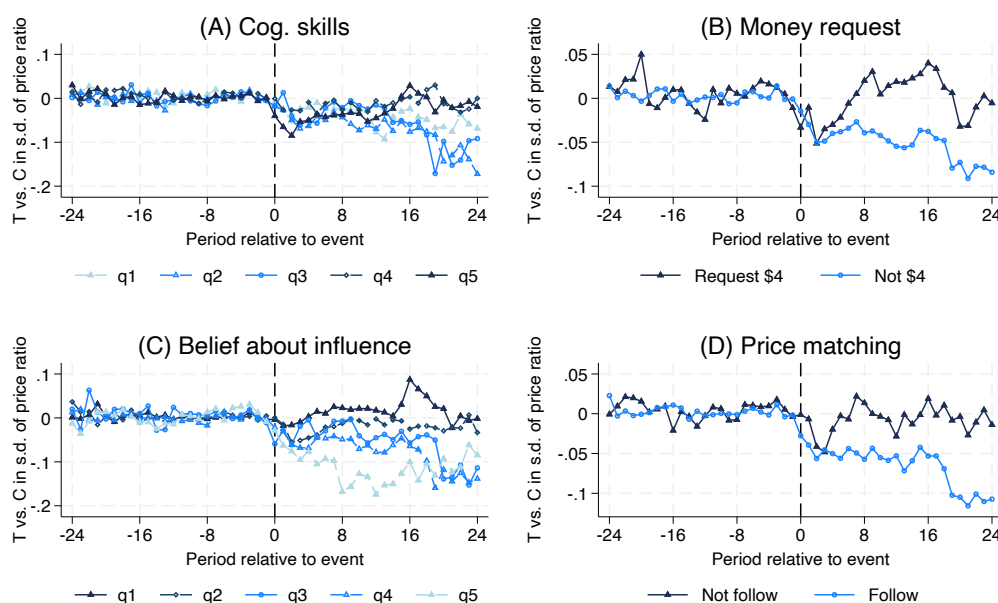 (A) Cog. skills
T vs. C in s.d. of price ratio
.1
0
-.1
-.2
-24 -16 -8 0 8 16 24
Period relative to event
q1 q2 q3 q4 q5
(B) Money request
T vs. C in s.d. of price ratio
.05
0
-.05
-.1
-24 -16 -8 0 8 16 24
Period relative to event
Request $4 Not $4
(C) Belief about influence
T vs. C in s.d. of price ratio
.1
0
-.1
-.2
-24 -16 -8 0 8 16 24
Period relative to event
q1 q2 q3 q4 q5
(D) Price matching
T vs. C in s.d. of price ratio
.05
0
-.05
-.1
-24 -16 -8 0 8 16 24
Period relative to event
Not follow Follow